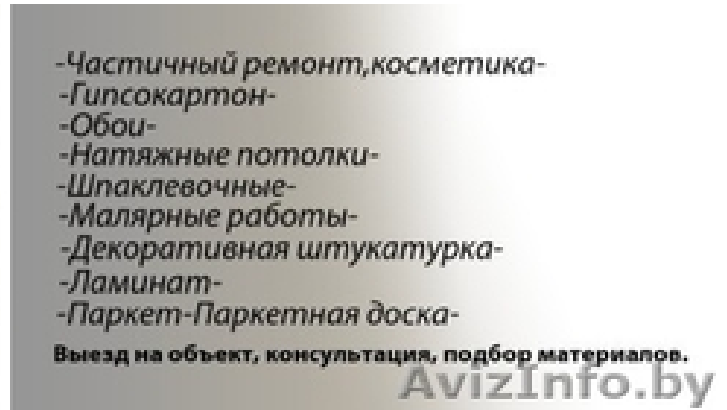 -Частичный ремонт,косметика-
-Гипсокартон-
-Обои-
-Натяжные потолки-
-Шпаклевочные-
-Малярные работы-
-Декоративная штукатурка-
-Ламинат-
-Паркет-Паркетная доска-
Выезд на объект, консультация, подбор материалов.
AvizInfo.by